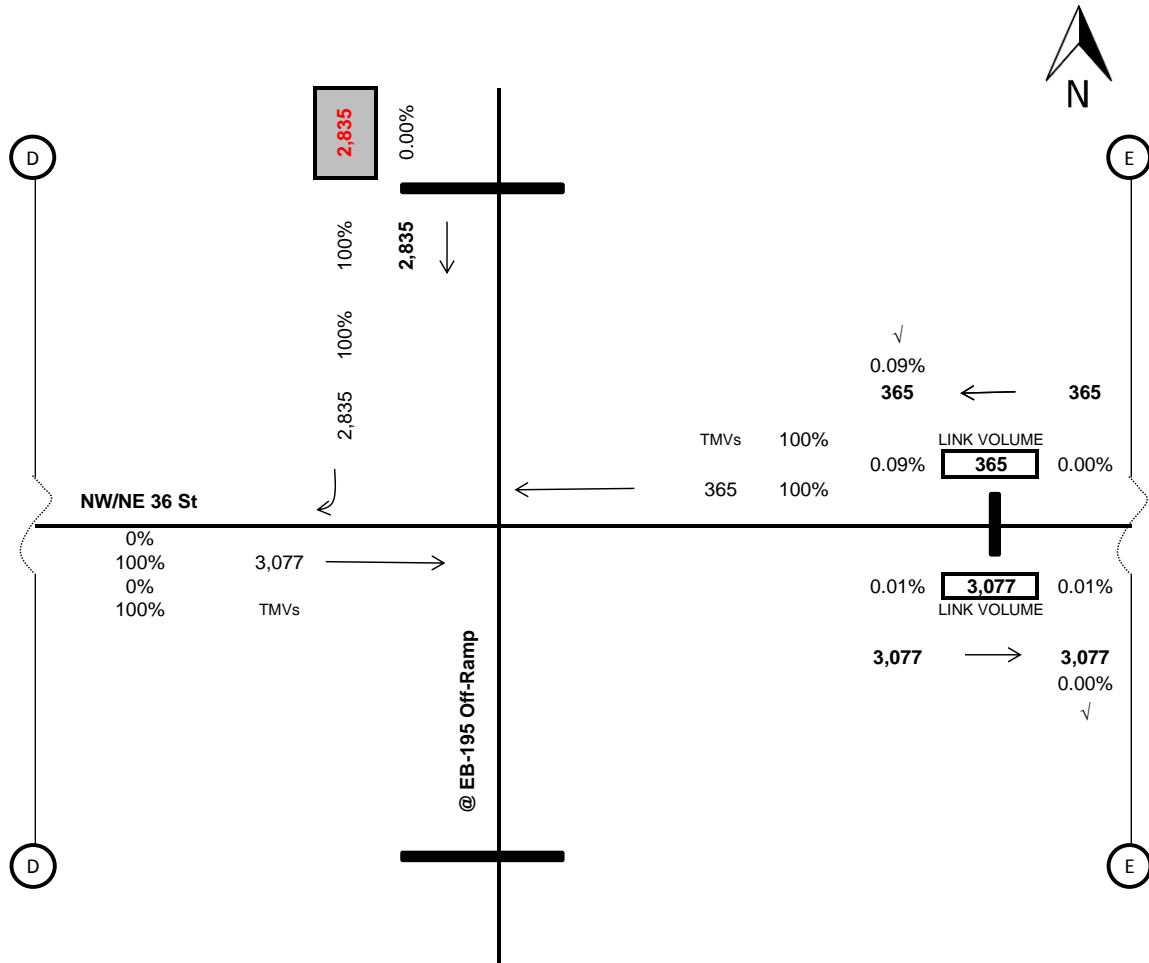 N
D
E
2,835
0.00%
100%
2,835
100%
2,835
√
0.09%
365
365
TMVs 100%
LINK VOLUME
0.09% 365 0.00%
365 100%
NW/NE 36 St
0%
100% 3,077
0%
100% TMVs
0.01% 3,077 0.01%
LINK VOLUME
3,077 3,077
0.00%
√
@ EB-195 Off-Ramp
D
E